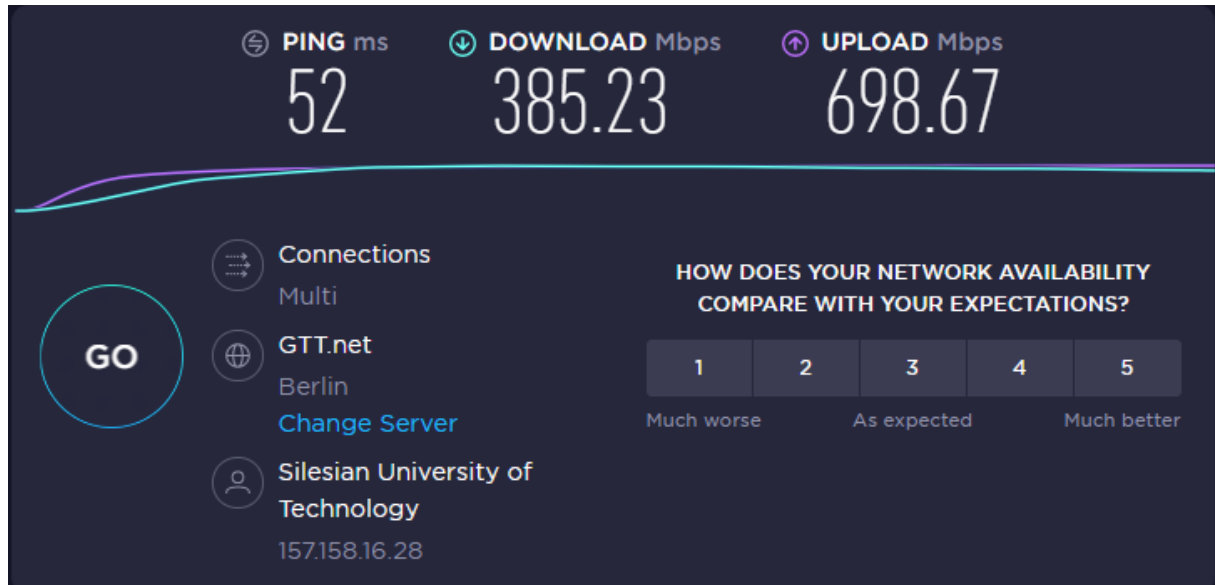 PING ms DOWNLOAD Mbps UPLOAD Mbps
52 385.23 698.67
Connections
Multi
GTT.net
Berlin
Change Server
Silesian University of
Technology
157.158.16.28
GO
HOW DOES YOUR NETWORK AVAILABILITY
COMPARE WITH YOUR EXPECTATIONS?
1 2 3 4 5
Much worse As expected Much better